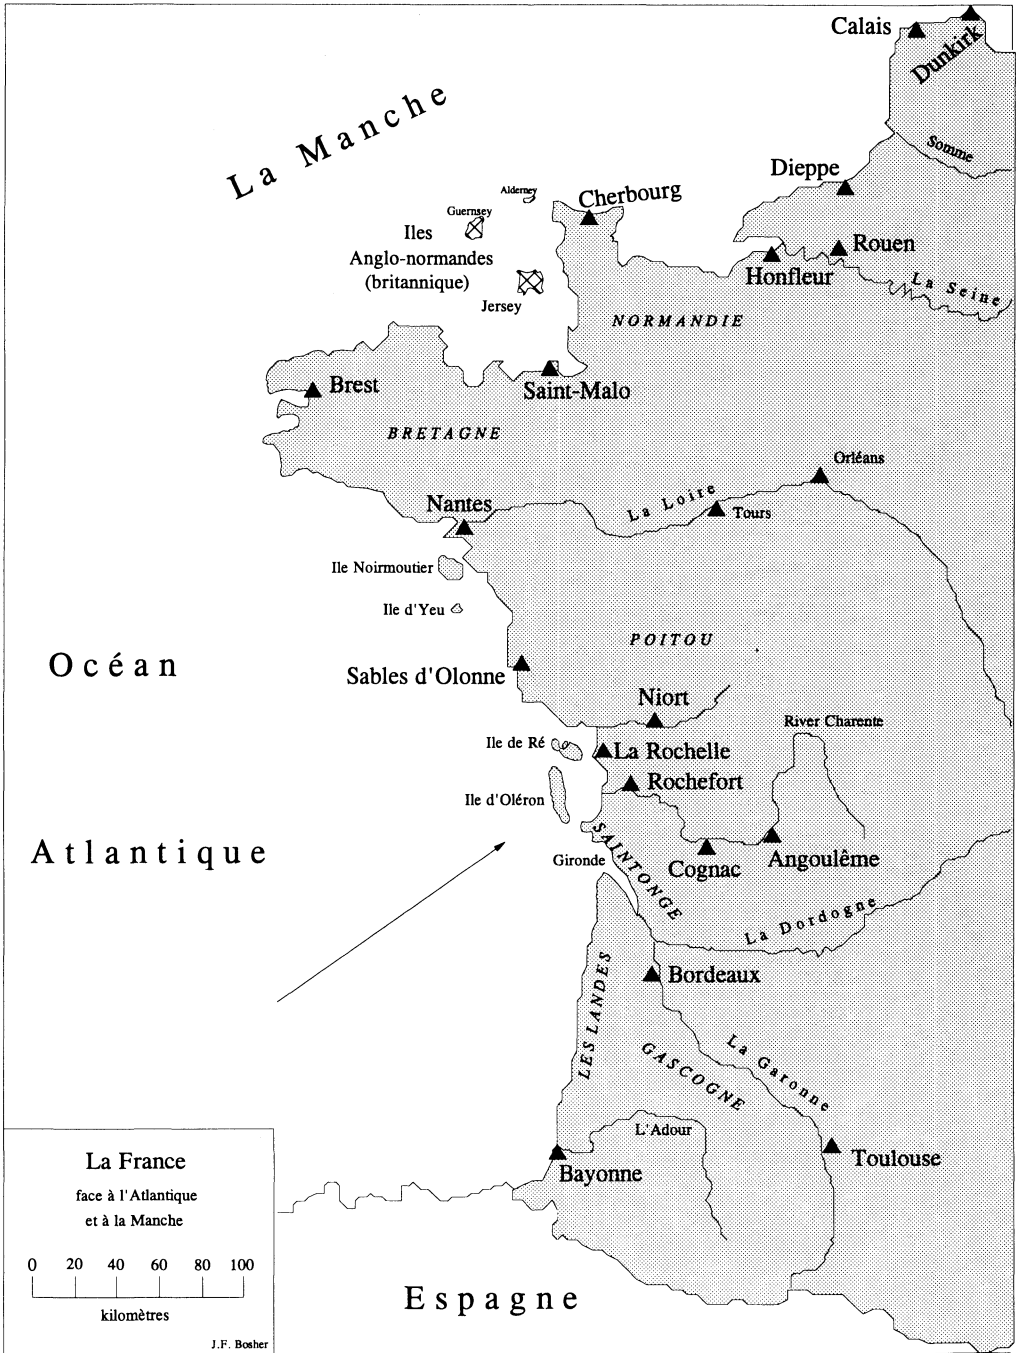 Calais
Dunkirk
La Manche
Somme
Dieppe
Alderney
Cherbourg
Guernsey
Iles
Anglo-normandes
(britannique)
Rouen
Honfleur
La Seine
Jersey
NORMANDIE
Brest
Saint-Malo
BRETAGNE
Orléans
Nantes
La Loire
Tours
Ile Noirmoutier
Ile d'Yeu
POITOU
Océan
Sables d'Olonne
Niort
River Charente
Ile de Ré
La Rochelle
Rochefort
Ile d'Oléron
SAINTONGE
Atlantique
Gironde
Cognac
Angoulême
La Dordogne
Bordeaux
LES LANDES
La Garonne
GASCOGNE
L'Adour
Toulouse
Bayonne
La France
face à l'Atlantique
et à la Manche
0 20 40 60 80 100
kilomètres
J.F. Bosher
Espagne